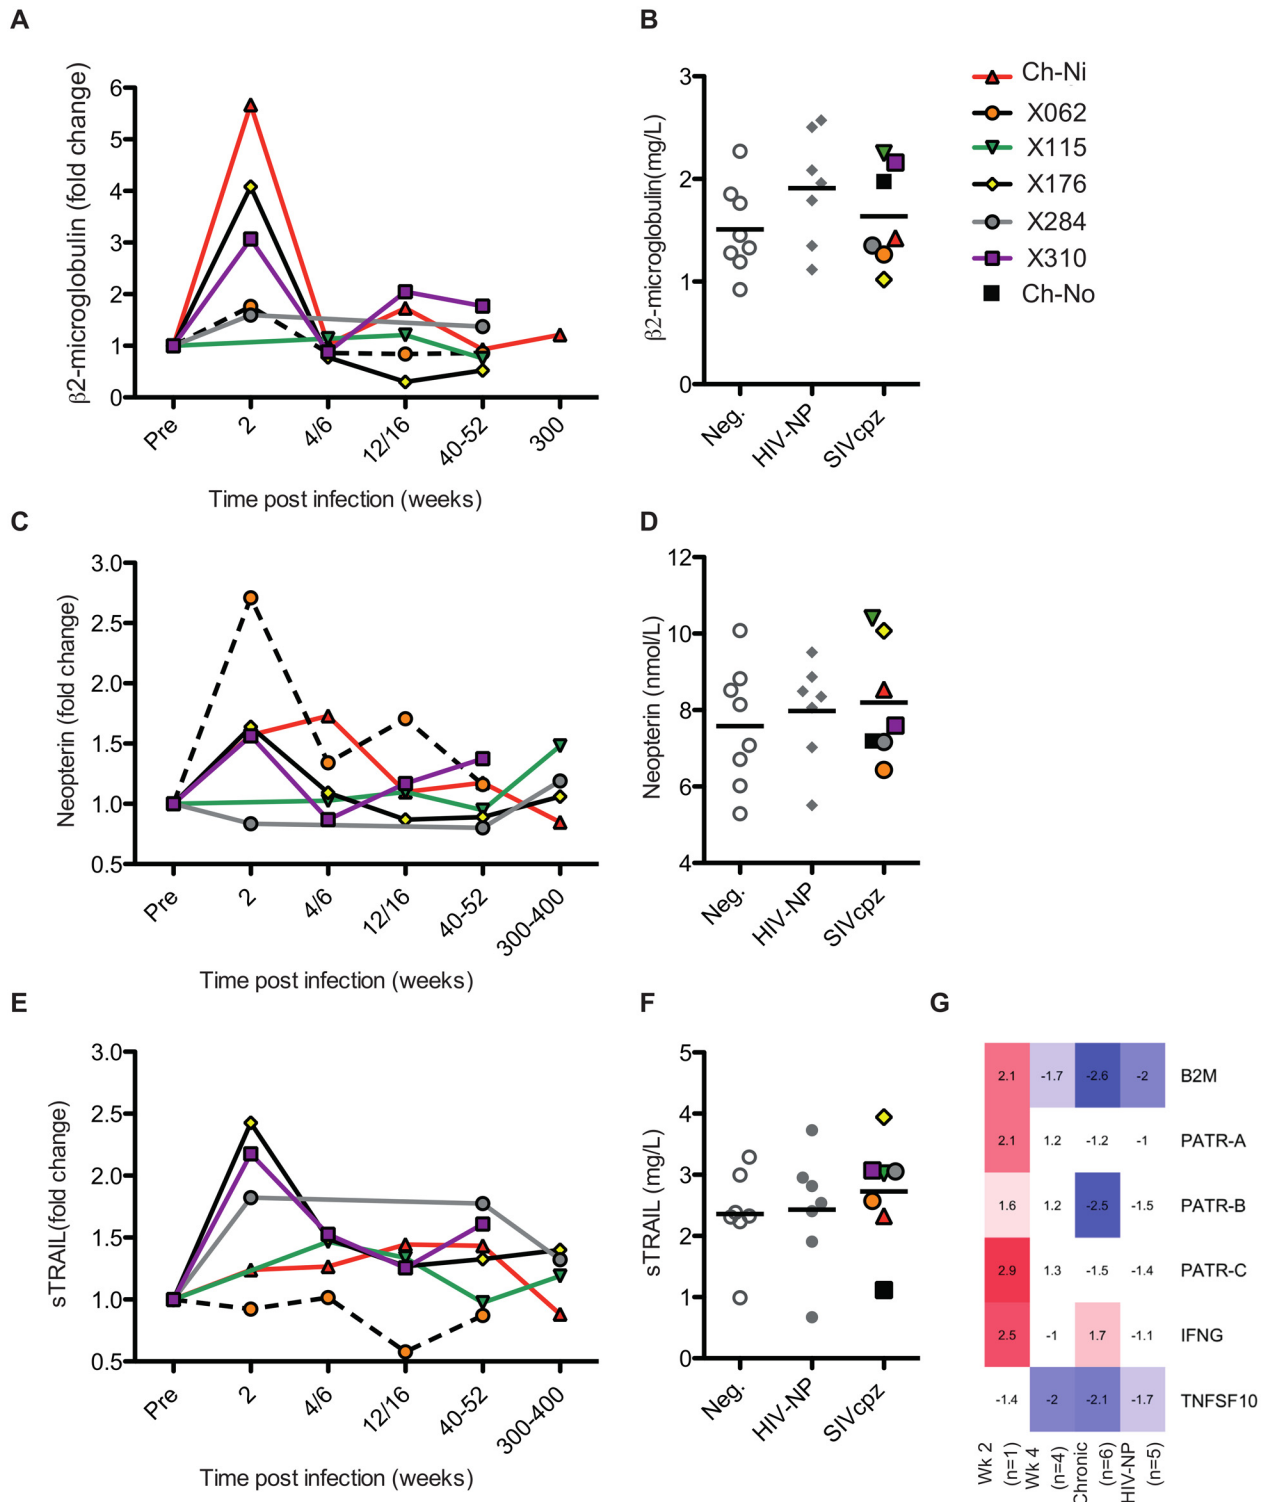 A
β2-microglobulin (fold change)
6
5
4
3
2
1
0
Pre
2
4/6
12/16
40-52
300
Time post infection (weeks)
B
β2-microglobulin(mg/L)
3
2
1
0
Neg.
HIV-NP
SIVcpz
Ch-Ni
X062
X115
X176
X284
X310
Ch-No
C
Neopterin (fold change)
3.0
2.5
2.0
1.5
1.0
0.5
Pre
2
4/6
12/16
40-52
300-400
Time post infection (weeks)
D
Neopterin (nmol/L)
12
10
8
6
4
Neg.
HIV-NP
SIVcpz
E
sTRAIL(fold change)
3.0
2.5
2.0
1.5
1.0
0.5
Pre
2
4/6
12/16
40-52
300-400
Time post infection (weeks)
F
sTRAIL (mg/L)
5
4
3
2
1
0
Neg.
HIV-NP
SIVcpz
G
2.1 -1.7 -2.6 -2 B2M
2.1 1.2 -1.2 -1 PATR-A
1.6 1.2 -2.5 -1.5 PATR-B
2.9 1.3 -1.5 -1.4 PATR-C
2.5 -1 1.7 -1.1 IFNG
-1.4 -2 -2.1 -1.7 TNFSF10
Wk 2
(n=1)
Wk 4
(n=4)
Chronic
(n=6)
HIV-NP
(n=5)